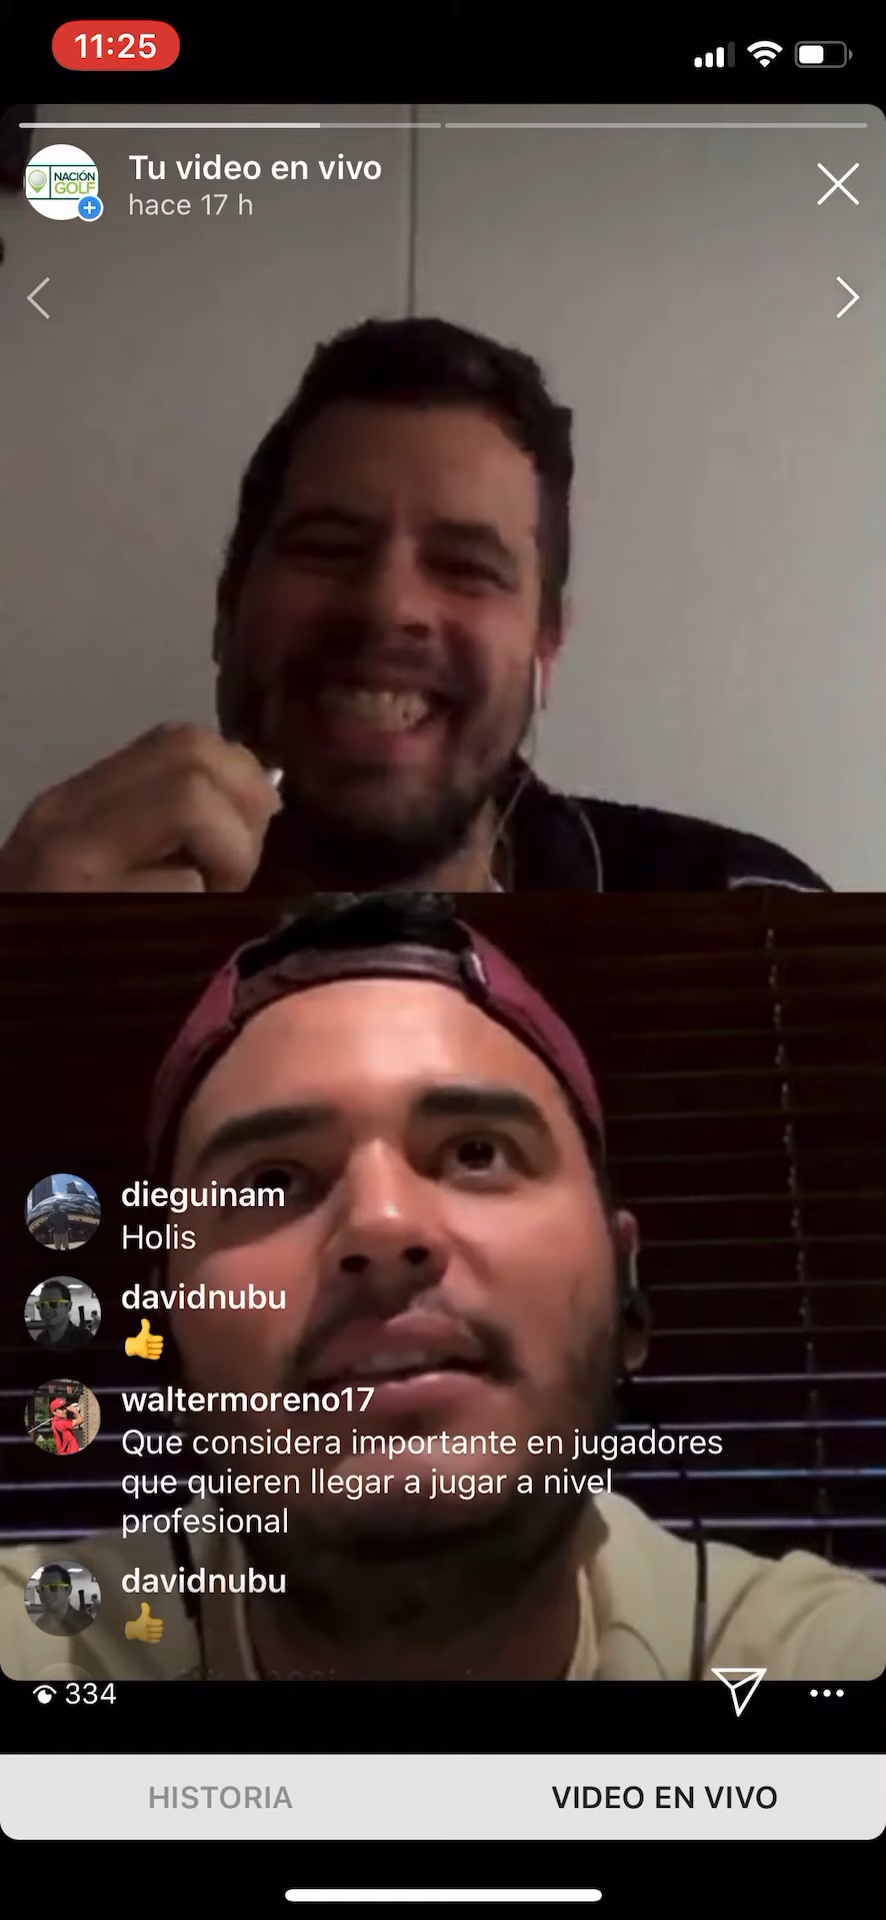 11:25
NACIÓN
GOLF
Tu video en vivo
hace 17 h
dieguinam
Holis
davidnubu
👍
waltermoreno17
Que considera importante en jugadores
que quieren llegar a jugar a nivel
profesional
davidnubu
👍
334
HISTORIA
VIDEO EN VIVO